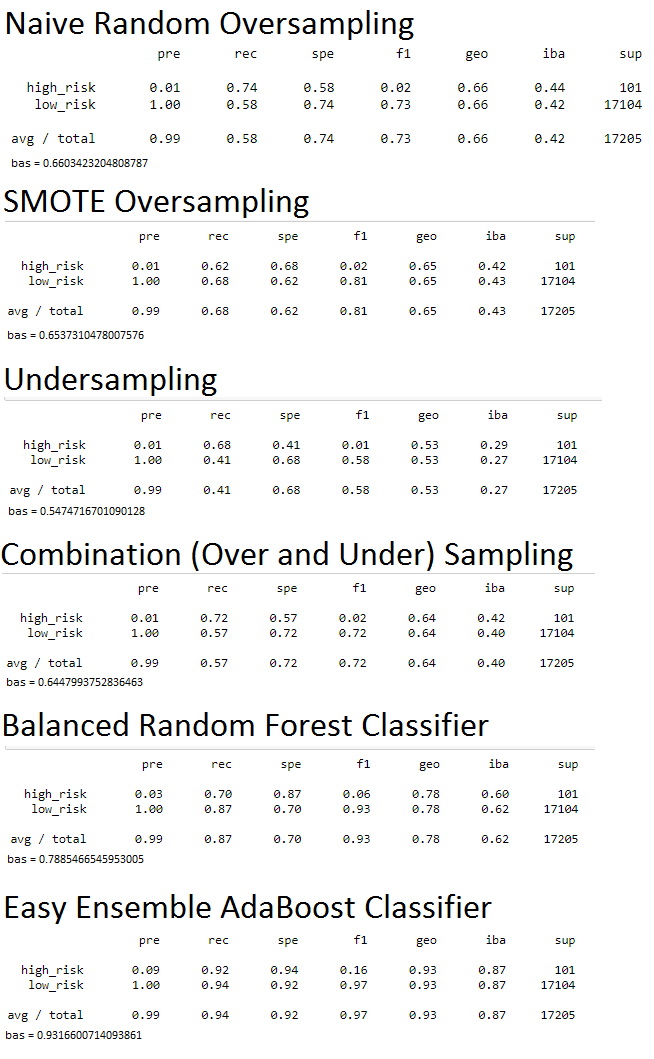 Naive Random Oversampling
pre rec spe f1 geo iba sup
high_risk 0.01 0.74 0.58 0.02 0.66 0.44 101
low_risk 1.00 0.58 0.74 0.73 0.66 0.42 17104
avg / total 0.99 0.58 0.74 0.73 0.66 0.42 17205
bas = 0.6603423204808787
SMOTE Oversampling
pre rec spe f1 geo iba sup
high_risk 0.01 0.62 0.68 0.02 0.65 0.42 101
low_risk 1.00 0.68 0.62 0.81 0.65 0.43 17104
avg / total 0.99 0.68 0.62 0.81 0.65 0.43 17205
bas = 0.6537310478007576
Undersampling
pre rec spe f1 geo iba sup
high_risk 0.01 0.68 0.41 0.01 0.53 0.29 101
low_risk 1.00 0.41 0.68 0.58 0.53 0.27 17104
avg / total 0.99 0.41 0.68 0.58 0.53 0.27 17205
bas = 0.5474716701090128
Combination (Over and Under) Sampling
pre rec spe f1 geo iba sup
high_risk 0.01 0.72 0.57 0.02 0.64 0.42 101
low_risk 1.00 0.57 0.72 0.72 0.64 0.40 17104
avg / total 0.99 0.57 0.72 0.72 0.64 0.40 17205
bas = 0.6447993752836463
Balanced Random Forest Classifier
pre rec spe f1 geo iba sup
high_risk 0.03 0.70 0.87 0.06 0.78 0.60 101
low_risk 1.00 0.87 0.70 0.93 0.78 0.62 17104
avg / total 0.99 0.87 0.70 0.93 0.78 0.62 17205
bas = 0.7885466545953005
Easy Ensemble AdaBoost Classifier
pre rec spe f1 geo iba sup
high_risk 0.09 0.92 0.94 0.16 0.93 0.87 101
low_risk 1.00 0.94 0.92 0.97 0.93 0.87 17104
avg / total 0.99 0.94 0.92 0.97 0.93 0.87 17205
bas = 0.9316600714093861